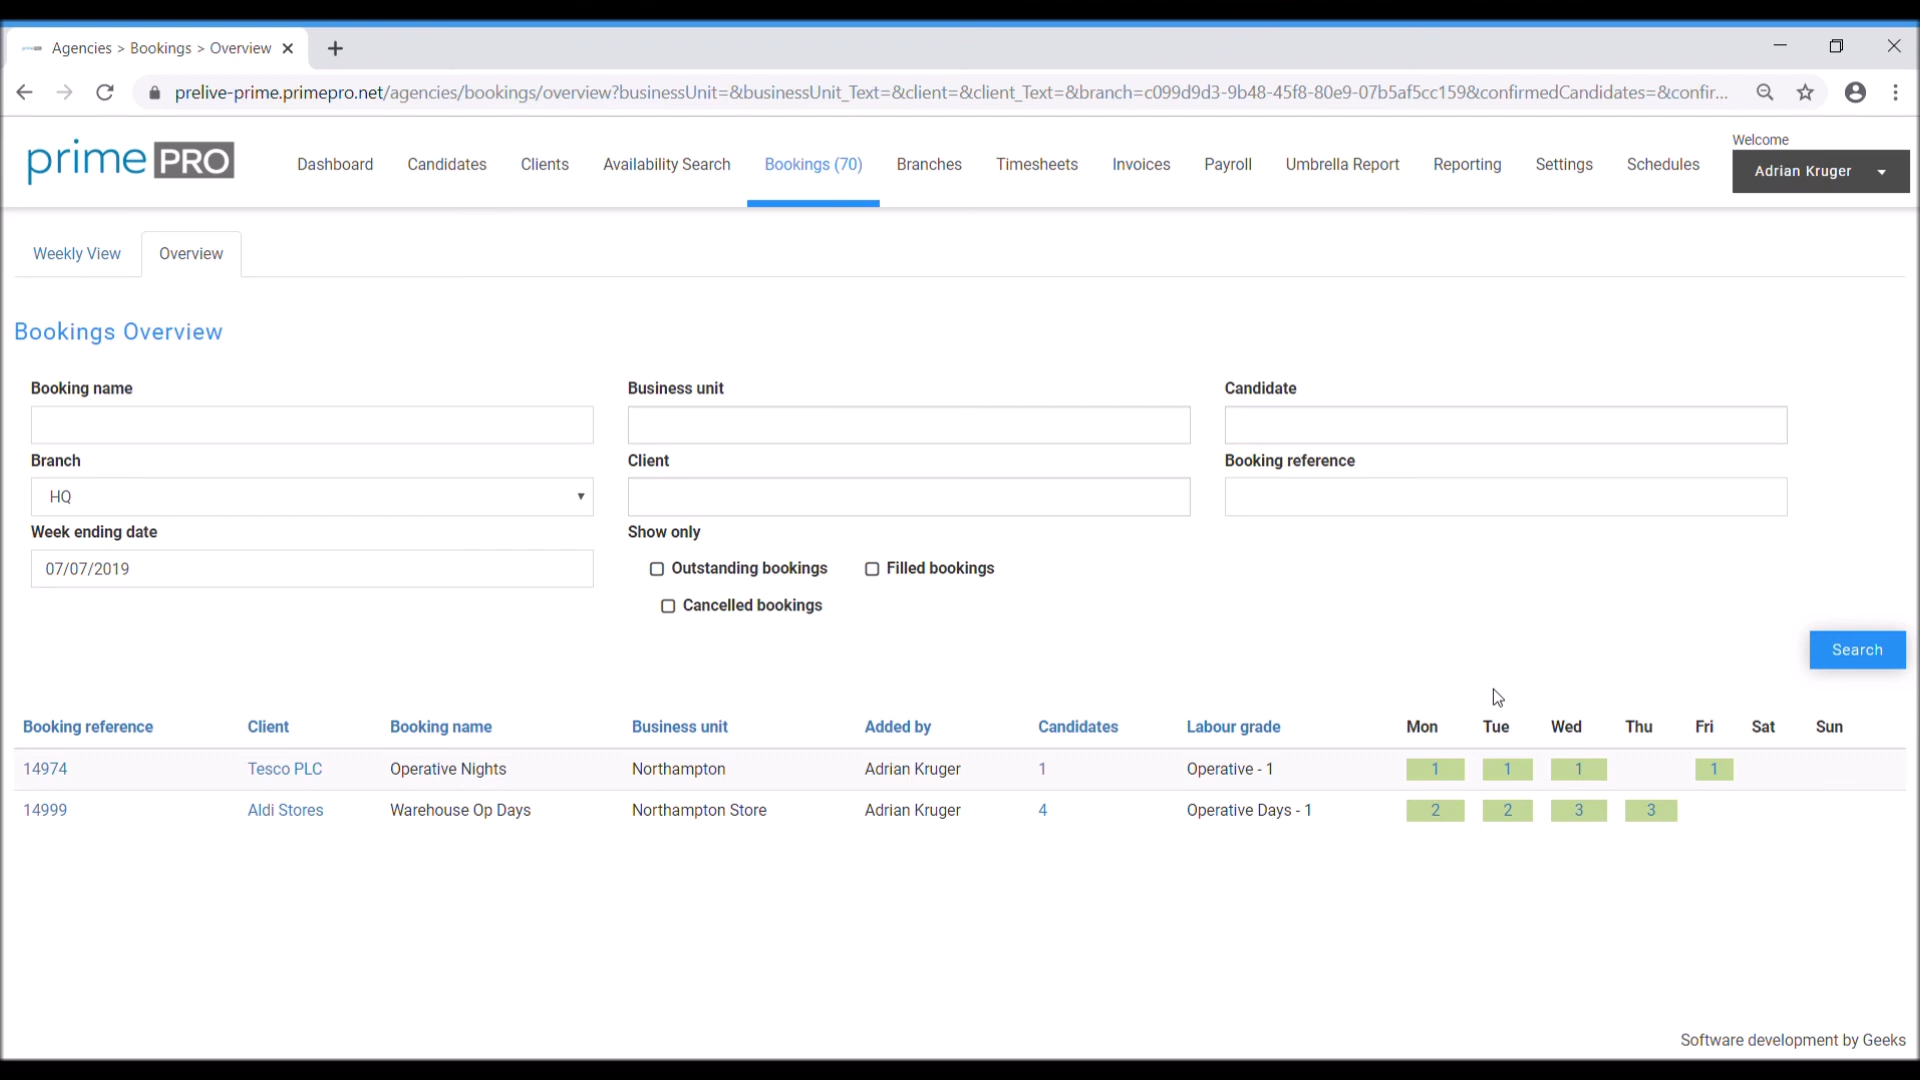 Agencies > Bookings > Overview
prelive-prime.primepro.net/agencies/bookings/overview?businessUnit=&businessUnit_Text=&client=&client_Text=&branch=c099d9d3-9b48-45f8-80e9-07b5af5cc159&confirmedCandidates=&confir...
prime PRO
Dashboard Candidates Clients Availability Search Bookings (70) Branches Timesheets Invoices Payroll Umbrella Report Reporting Settings Schedules
Welcome
Adrian Kruger
Weekly View Overview
Bookings Overview
Booking name Business unit Candidate
Branch Client Booking reference
HQ
Week ending date Show only
07/07/2019 Outstanding bookings Filled bookings
Cancelled bookings
Search
Booking reference Client Booking name Business unit Added by Candidates Labour grade Mon Tue Wed Thu Fri Sat Sun
14974 Tesco PLC Operative Nights Northampton Adrian Kruger 1 Operative - 1 1 1 1 1
14999 Aldi Stores Warehouse Op Days Northampton Store Adrian Kruger 4 Operative Days - 1 2 2 3 3
Software development by Geeks